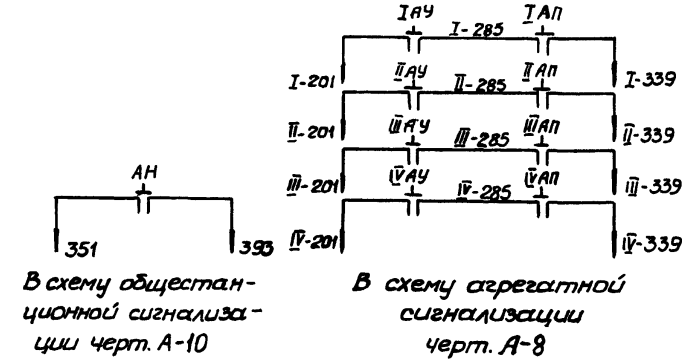 IАУ I-285 IАП
I-201 I-339
IIАУ II-285 IIАП
II-201 II-339
IIIАУ III-285 IIIАП
III-201 III-339
IVАУ IV-285 IVАП
IV-201 IV-339
АН
351 393
В схему общестан-
ционной сигнализа-
ции черт. А-10
В схему агрегатной
сигнализации
черт. А-8